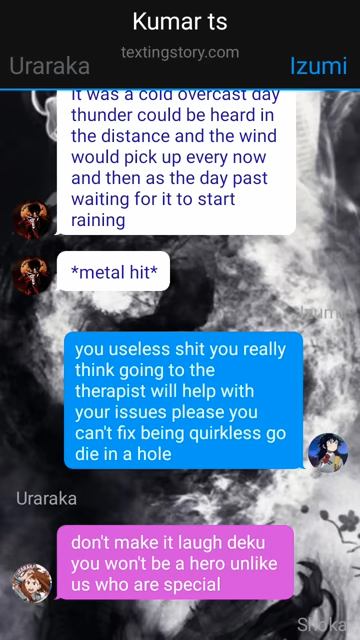 Kumar ts
textingstory.com
Uraraka
Izumi
It was a cold overcast day
thunder could be heard in
the distance and the wind
would pick up every now
and then as the day past
waiting for it to start
raining
*metal hit*
Izumi
you useless shit you really
think going to the
therapist will help with
your issues please you
can't fix being quirkless go
die in a hole
Uraraka
don't make it laugh deku
you won't be a hero unlike
us who are special
Shoka